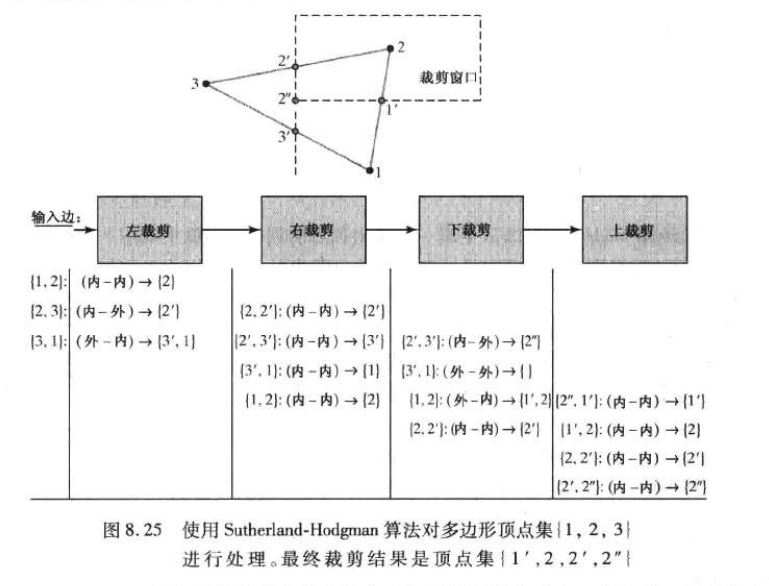 2′
2
3
裁剪窗口
2″
1′
3′
1
输入边:
左裁剪
右裁剪
下裁剪
上裁剪
{1, 2}: (内-内)→{2}
{2, 3}: (内-外)→{2′}
{2, 2′}: (内-内)→{2′}
{3, 1}: (外-内)→{3′, 1}
{2′, 3′}: (内-内)→{3′}
{2′, 3′}: (内-外)→{2″}
{3′, 1}: (内-内)→{1}
{3′, 1}: (外-外)→{ }
{1, 2}: (内-内)→{2}
{1, 2}: (外-内)→{1′, 2}
{2″, 1′}: (内-内)→{1′}
{2, 2′}: (内-内)→{2′}
{1′, 2}: (内-内)→{2}
{2, 2′}: (内-内)→{2′}
{2′, 2″}: (内-内)→{2″}
图 8.25 使用 Sutherland-Hodgman 算法对多边形顶点集{1, 2, 3}
进行处理。最终裁剪结果是顶点集{1′, 2, 2′, 2″}